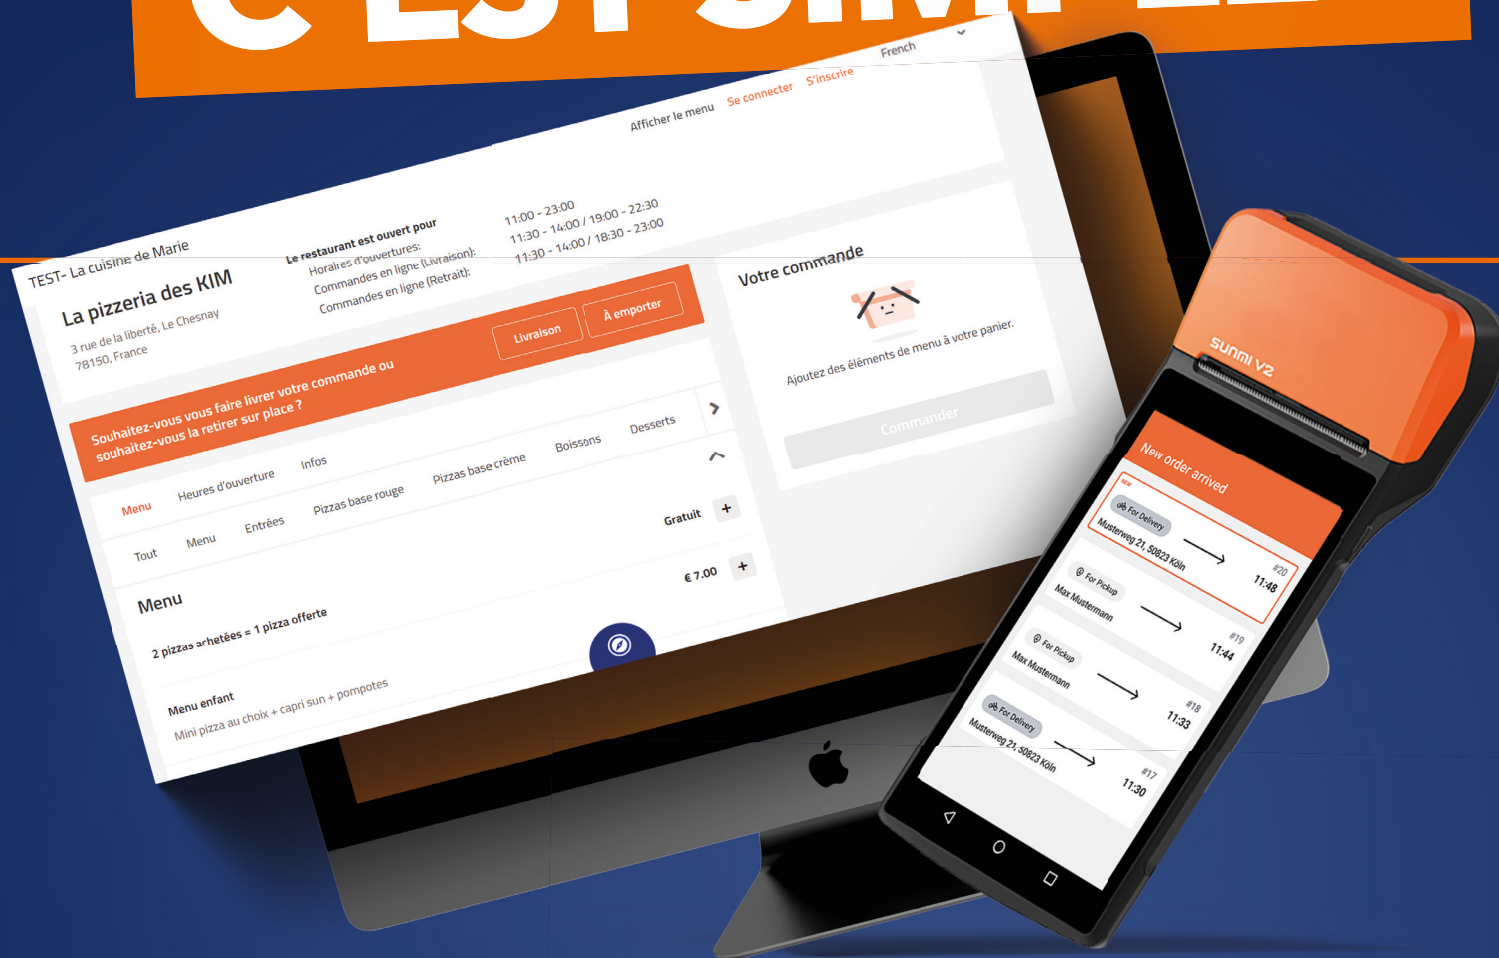 C'EST SIMPLE
French
Afficher le menu Se connecter S'inscrire
TEST- La cuisine de Marie
La pizzeria des KIM
3 rue de la liberté, Le Chesnay
78150, France
Le restaurant est ouvert pour
Horaires d'ouvertures: 11:00 - 23:00
Commandes en ligne (Livraison): 11:30 - 14:00 / 19:00 - 22:30
Commandes en ligne (Retrait): 11:30 - 14:00 / 18:30 - 23:00
Souhaitez-vous vous faire livrer votre commande ou
souhaitez-vous la retirer sur place ?
Livraison À emporter
Menu Heures d'ouverture Infos
Tout Menu Entrées Pizzas base rouge Pizzas base crème Boissons Desserts
Menu
2 pizzas achetées = 1 pizza offerte
Gratuit +
Menu enfant
€ 7.00 +
Mini pizza au choix + capri sun + pompotes
Votre commande
Ajoutez des éléments de menu à votre panier.
Commander
SUNMI V2
New order arrived
NEW
For Delivery #20
Musterweg 21, 50823 Köln 11:48
For Pickup #19
Max Mustermann 11:44
For Pickup #18
Max Mustermann 11:33
For Delivery #17
Musterweg 21, 50823 Köln 11:30